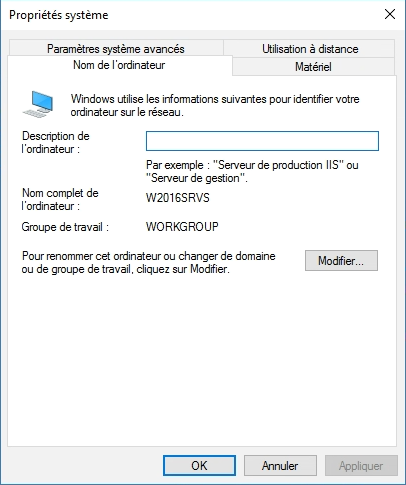 Propriétés système
Paramètres système avancés
Utilisation à distance
Nom de l'ordinateur
Matériel
Windows utilise les informations suivantes pour identifier votre
ordinateur sur le réseau.
Description de
l'ordinateur :
Par exemple : "Serveur de production IIS" ou
"Serveur de gestion".
Nom complet de
l'ordinateur :
W2016SRVS
Groupe de travail :
WORKGROUP
Pour renommer cet ordinateur ou changer de domaine
ou de groupe de travail, cliquez sur Modifier.
Modifier...
OK
Annuler
Appliquer